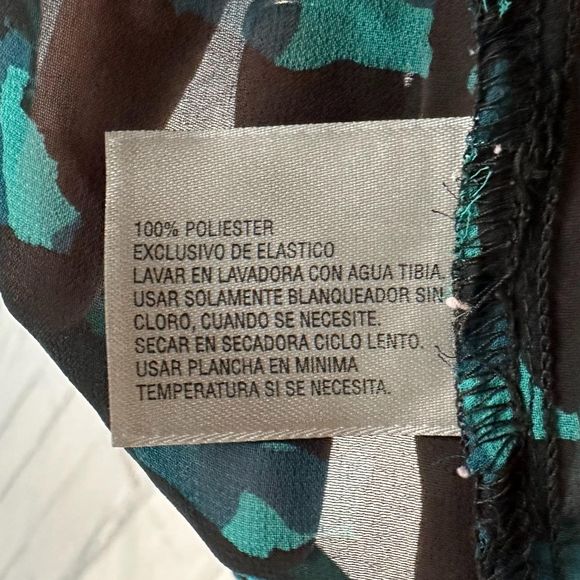 100% POLIESTER
EXCLUSIVO DE ELASTICO
LAVAR EN LAVADORA CON AGUA TIBIA.
USAR SOLAMENTE BLANQUEADOR SIN
CLORO, CUANDO SE NECESITE.
SECAR EN SECADORA CICLO LENTO.
USAR PLANCHA EN MINIMA
TEMPERATURA SI SE NECESITA.